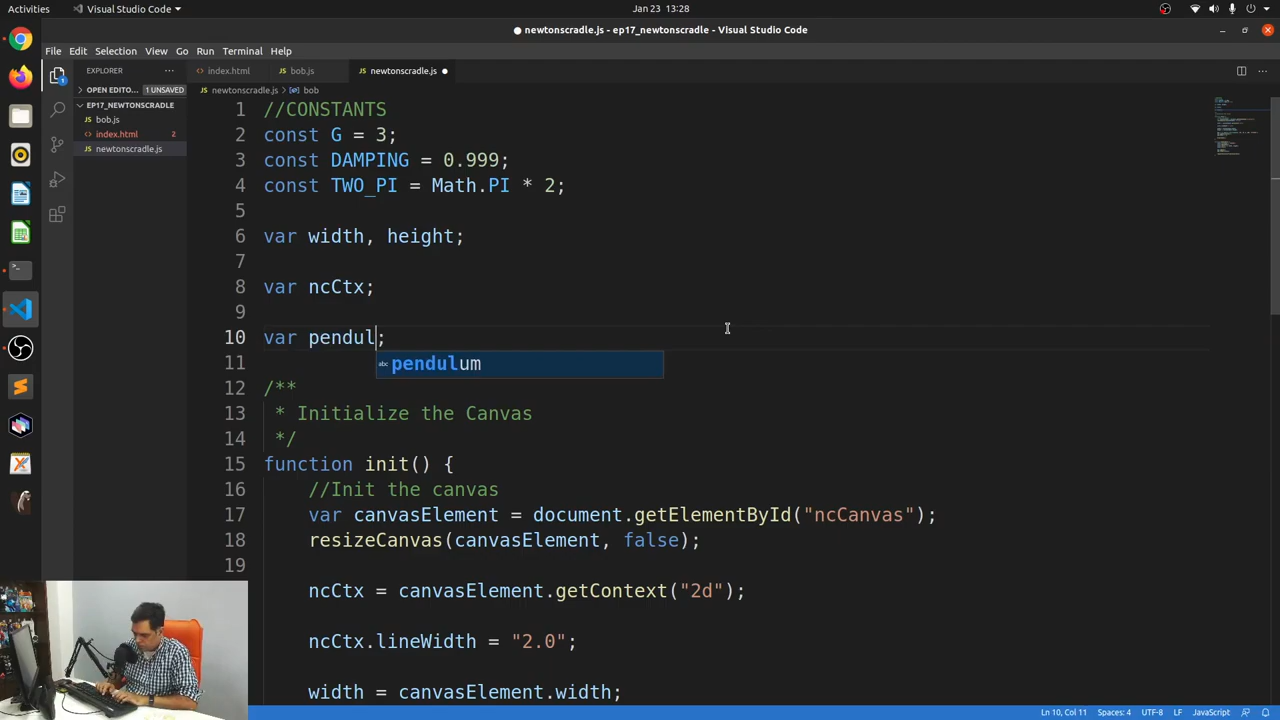 Activities
Visual Studio Code
Jan 23 13:28
newtonscradle.js - ep17_newtonscradle - Visual Studio Code
File Edit Selection View Go Run Terminal Help
EXPLORER
index.html
bob.js
newtonscradle.js
OPEN EDITO... 1 UNSAVED
newtonscradle.js > bob
EP17_NEWTONSCRADLE
bob.js
index.html 2
newtonscradle.js
1 //CONSTANTS
2 const G = 3;
3 const DAMPING = 0.999;
4 const TWO_PI = Math.PI * 2;
5
6 var width, height;
7
8 var ncCtx;
9
10 var pendul;
pendulum
11
12 /**
13 * Initialize the Canvas
14 */
15 function init() {
16 //Init the canvas
17 var canvasElement = document.getElementById("ncCanvas");
18 resizeCanvas(canvasElement, false);
19
ncCtx = canvasElement.getContext("2d");
ncCtx.lineWidth = "2.0";
width = canvasElement.width;
Ln 10, Col 11 Spaces: 4 UTF-8 LF JavaScript